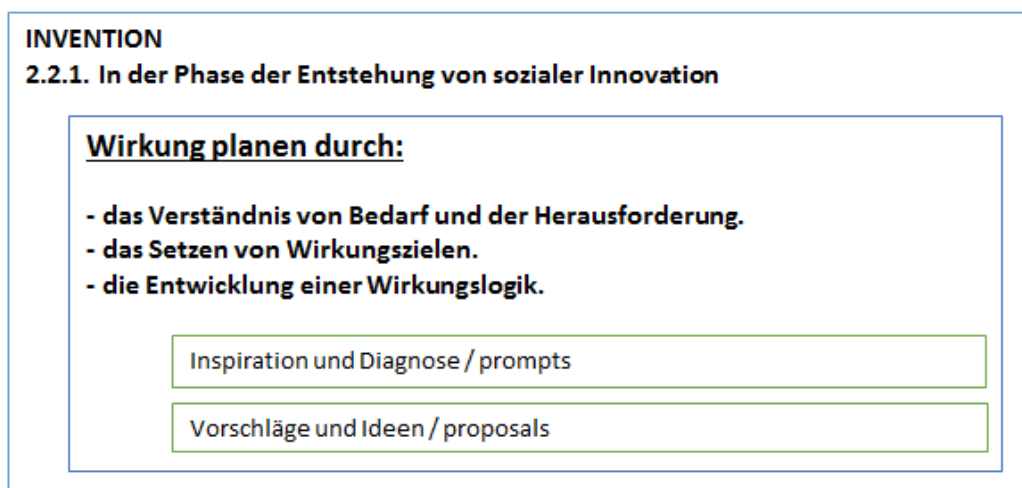 INVENTION
2.2.1. In der Phase der Entstehung von sozialer Innovation
Wirkung planen durch:
- das Verständnis von Bedarf und der Herausforderung.
- das Setzen von Wirkungszielen.
- die Entwicklung einer Wirkungslogik.
Inspiration und Diagnose / prompts
Vorschläge und Ideen / proposals